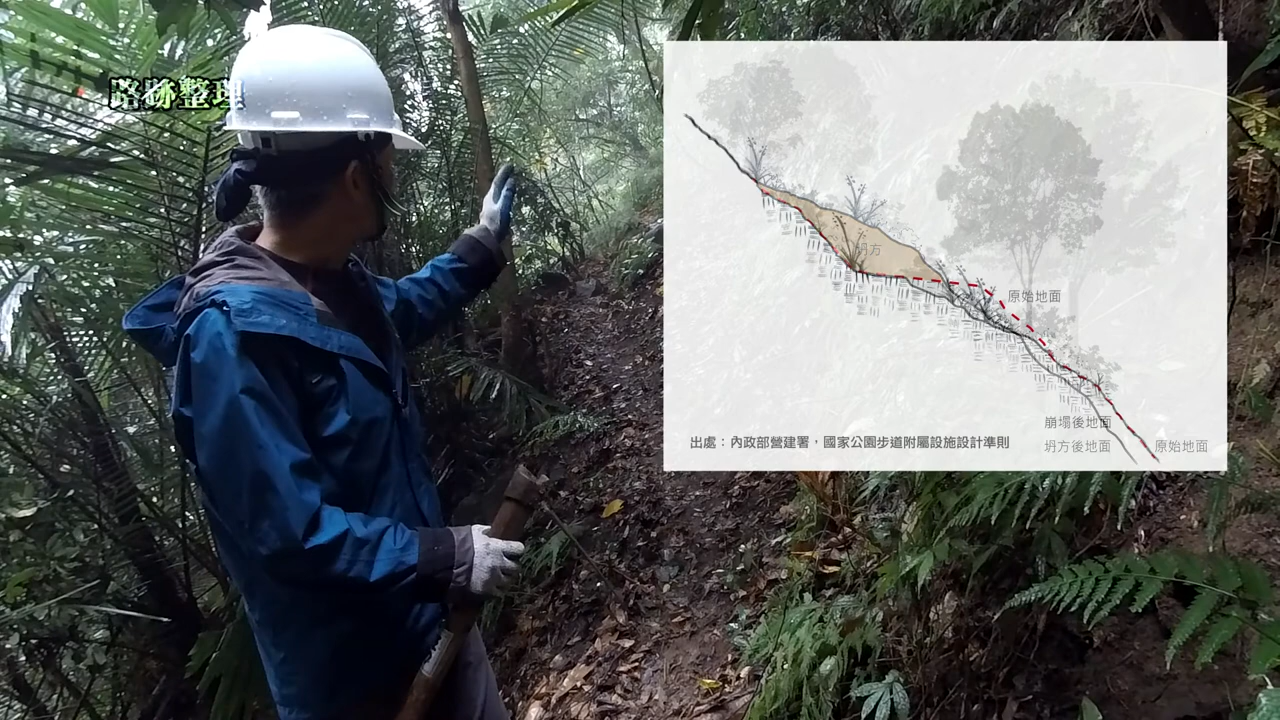 路跡整理
坍方
原始地面
崩塌後地面
坍方後地面
原始地面
出處：內政部營建署，國家公園步道附屬設施設計準則